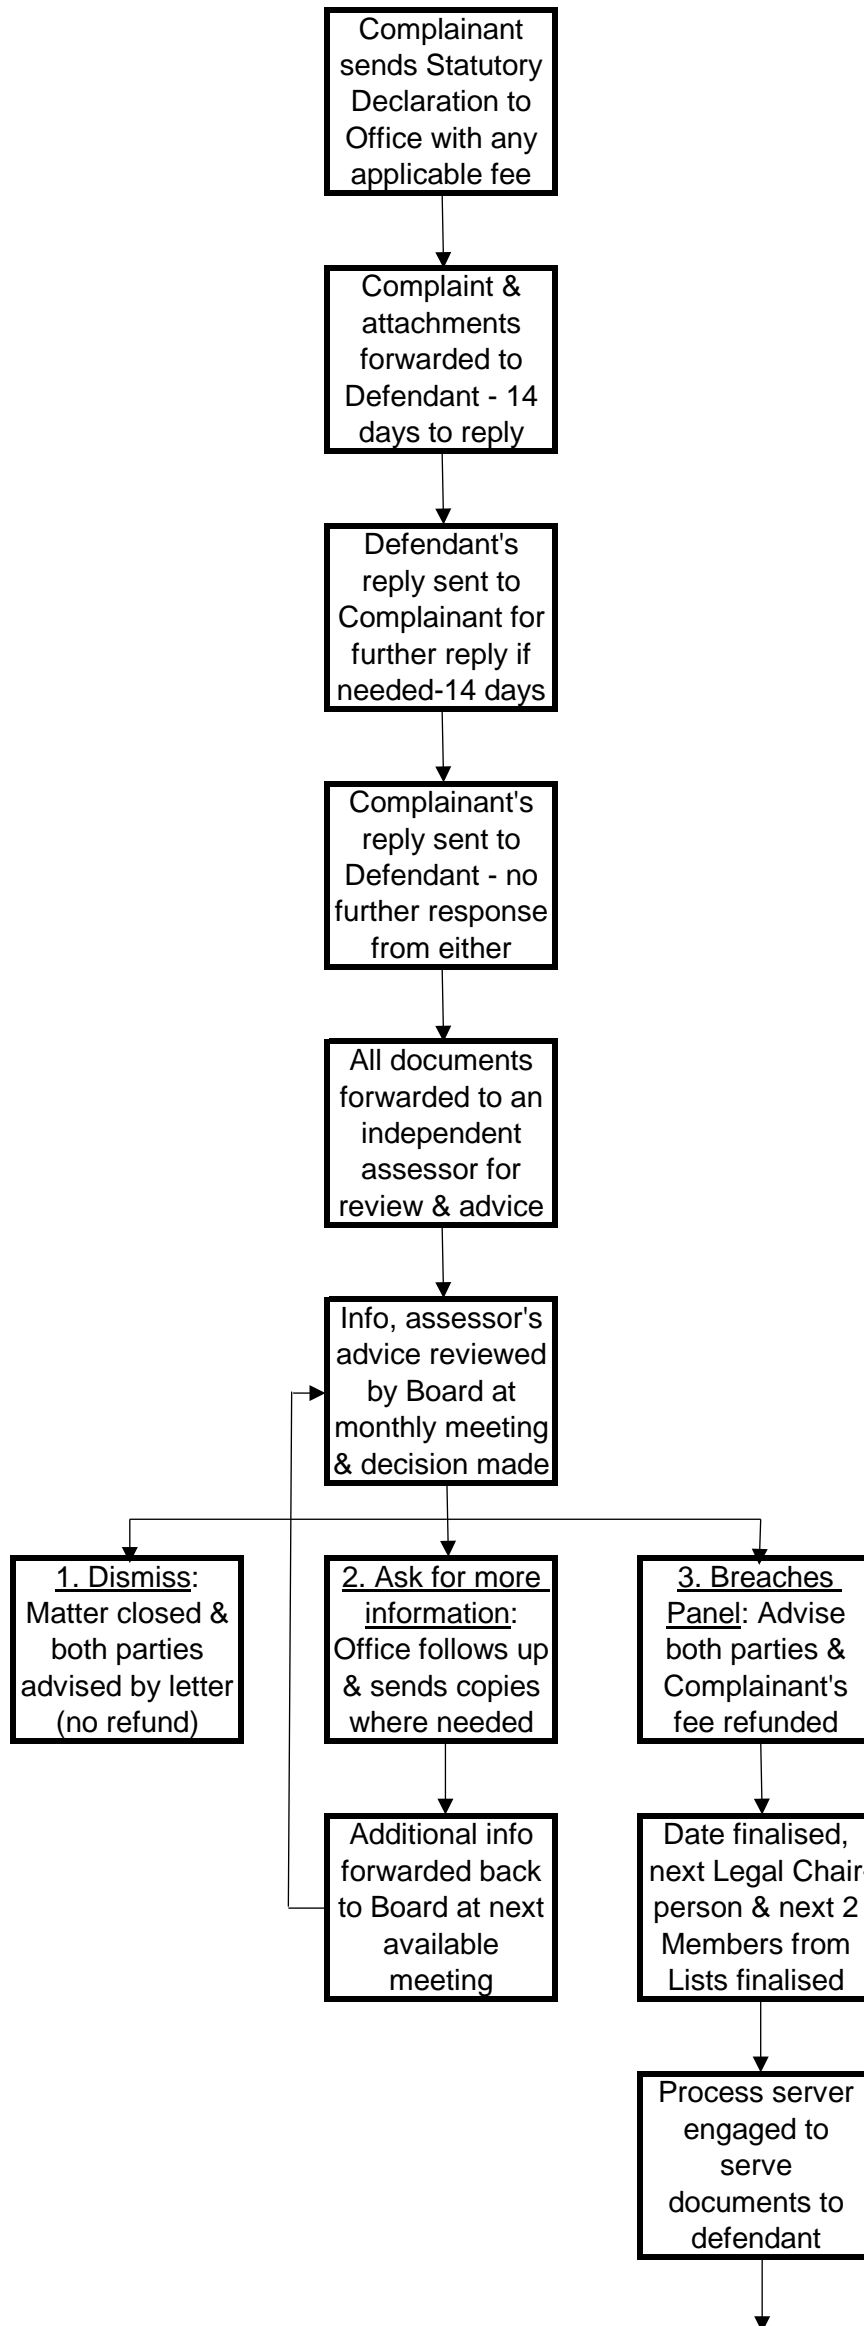 Complainant
sends Statutory
Declaration to
Office with any
applicable fee
Complaint &
attachments
forwarded to
Defendant - 14
days to reply
Defendant's
reply sent to
Complainant for
further reply if
needed-14 days
Complainant's
reply sent to
Defendant - no
further response
from either
All documents
forwarded to an
independent
assessor for
review & advice
Info, assessor's
advice reviewed
by Board at
monthly meeting
& decision made
1. Dismiss:
Matter closed &
both parties
advised by letter
(no refund)
2. Ask for more
information:
Office follows up
& sends copies
where needed
3. Breaches
Panel: Advise
both parties &
Complainant's
fee refunded
Additional info
forwarded back
to Board at next
available
meeting
Date finalised,
next Legal Chair-
person & next 2
Members from
Lists finalised
Process server
engaged to
serve
documents to
defendant